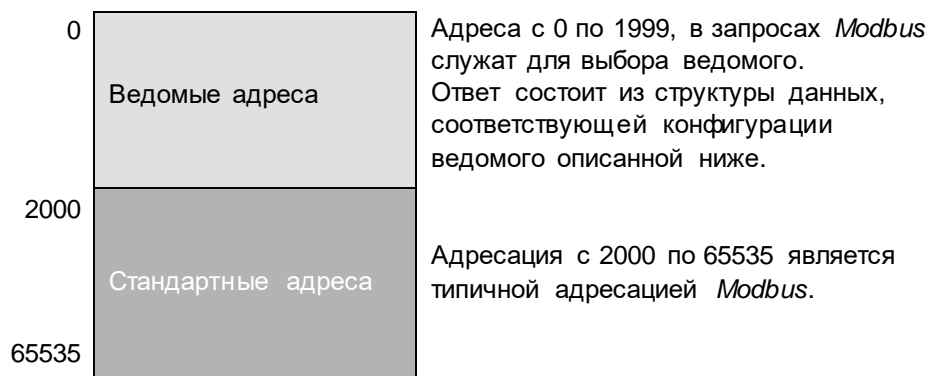 0
Ведомые адреса
Адреса с 0 по 1999, в запросах Modbus
служат для выбора ведомого.
Ответ состоит из структуры данных,
соответствующей конфигурации
ведомого описанной ниже.
2000
Стандартные адреса
Адресация с 2000 по 65535 является
типичной адресацией Modbus.
65535